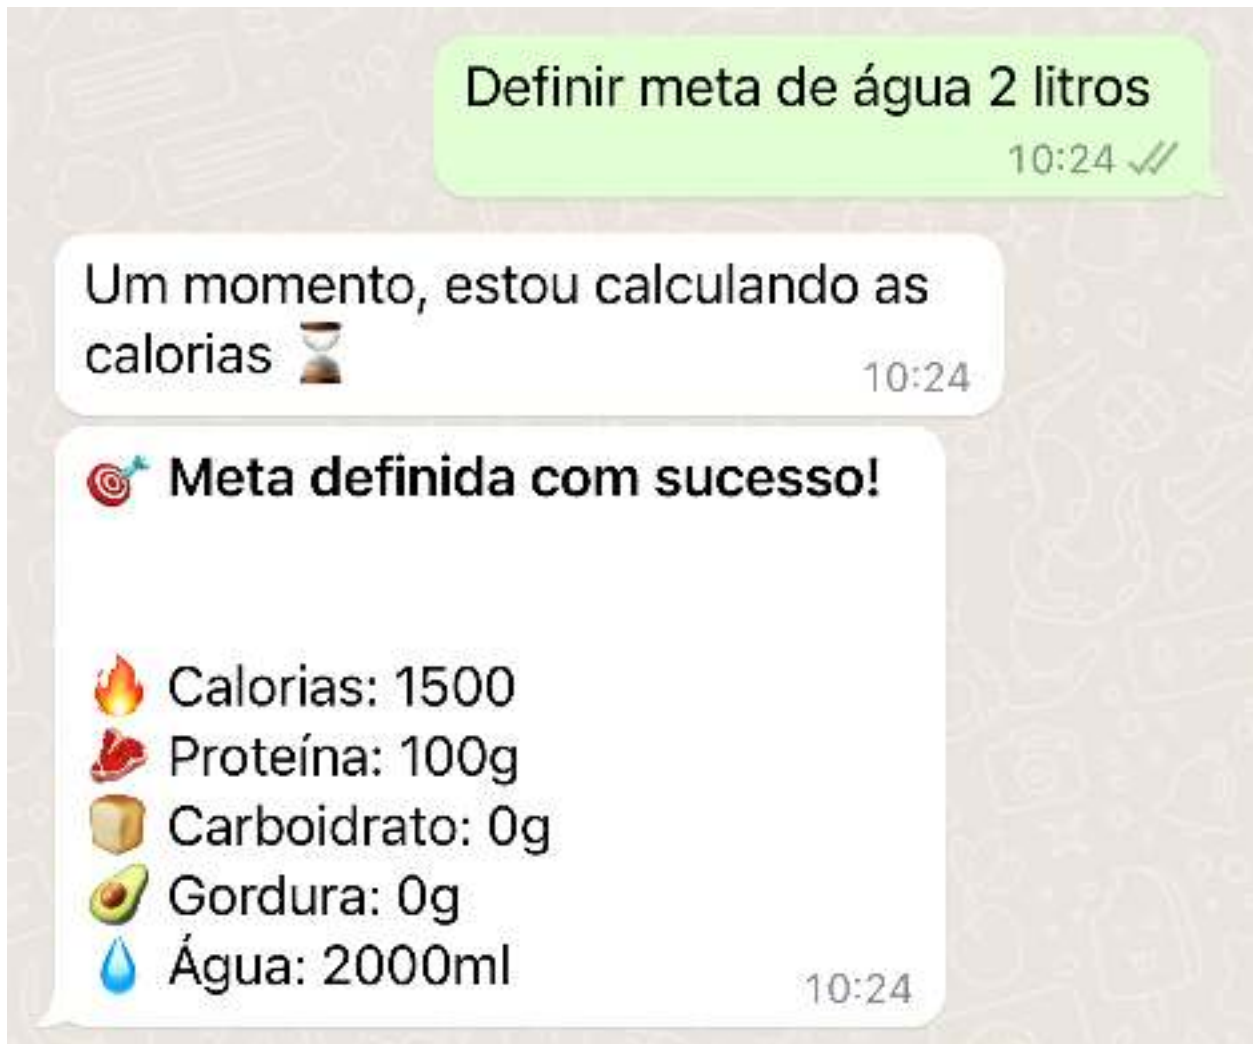 Definir meta de água 2 litros
10:24
Um momento, estou calculando as
calorias ⏳
10:24
🎯 Meta definida com sucesso!
🔥 Calorias: 1500
🥩 Proteína: 100g
🍞 Carboidrato: 0g
🥑 Gordura: 0g
💧 Água: 2000ml
10:24